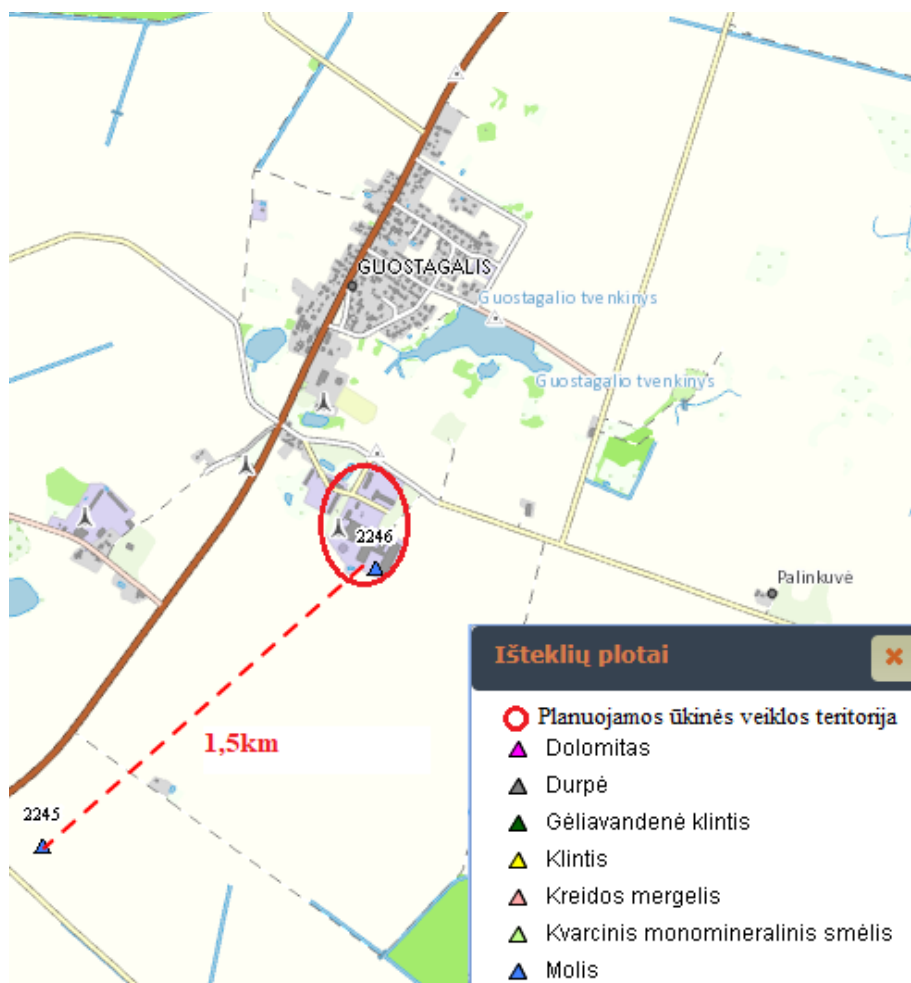 GUOSTAGALIS
Guostagalio tvenkinys
Guostagalio tvenkinys
2246
Palinkuvė
Išteklių plotai
Planuojamos ūkinės veiklos teritorija
Dolomitas
1,5km
Durpė
2245
Gėliavandenė klintis
Klintis
Kreidos mergelis
Kvarcinis monomineralinis smėlis
Molis